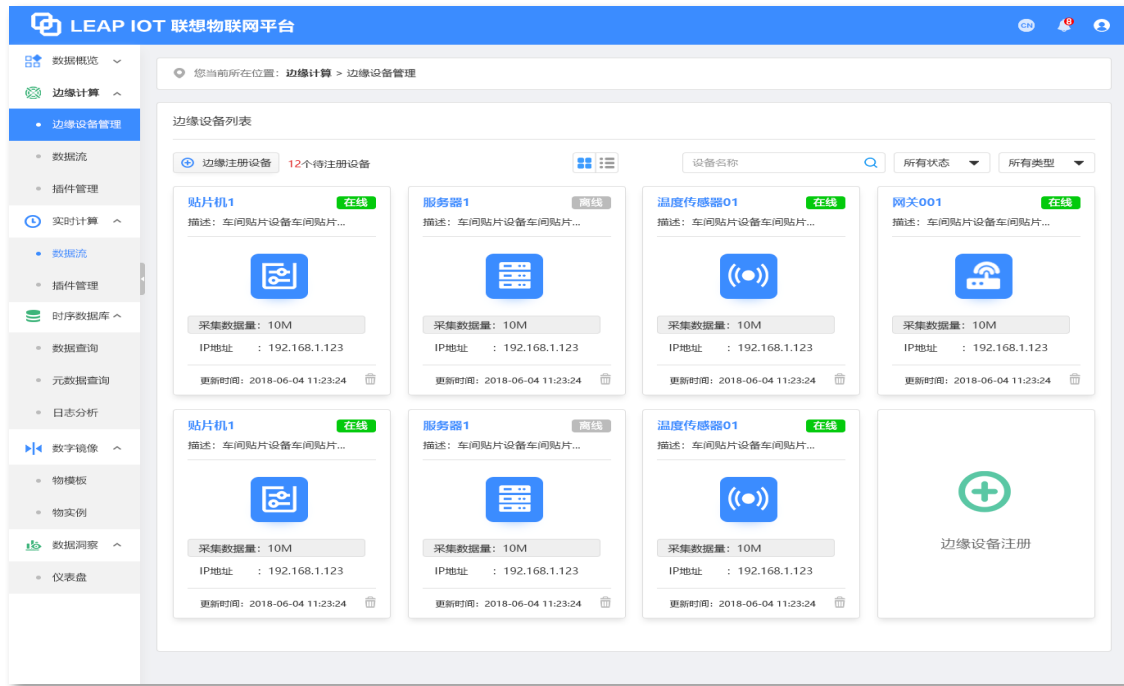 LEAP IOT 联想物联网平台
CN
8
数据概览
边缘计算
边缘设备管理
数据流
插件管理
实时计算
数据流
插件管理
时序数据库
数据查询
元数据查询
日志分析
数字镜像
物模板
物实例
数据洞察
仪表盘
您当前所在位置：边缘计算 > 边缘设备管理
边缘设备列表
边缘注册设备 12个待注册设备 设备名称 所有状态 所有类型
贴片机1 在线
描述：车间贴片设备车间贴片...
采集数据量：10M
IP地址 ：192.168.1.123
更新时间：2018-06-04 11:23:24
服务器1 离线
描述：车间贴片设备车间贴片...
采集数据量：10M
IP地址 ：192.168.1.123
更新时间：2018-06-04 11:23:24
温度传感器01 在线
描述：车间贴片设备车间贴片...
采集数据量：10M
IP地址 ：192.168.1.123
更新时间：2018-06-04 11:23:24
网关001 在线
描述：车间贴片设备车间贴片...
采集数据量：10M
IP地址 ：192.168.1.123
更新时间：2018-06-04 11:23:24
贴片机1 在线
描述：车间贴片设备车间贴片...
采集数据量：10M
IP地址 ：192.168.1.123
更新时间：2018-06-04 11:23:24
服务器1 离线
描述：车间贴片设备车间贴片...
采集数据量：10M
IP地址 ：192.168.1.123
更新时间：2018-06-04 11:23:24
温度传感器01 在线
描述：车间贴片设备车间贴片...
采集数据量：10M
IP地址 ：192.168.1.123
更新时间：2018-06-04 11:23:24
边缘设备注册